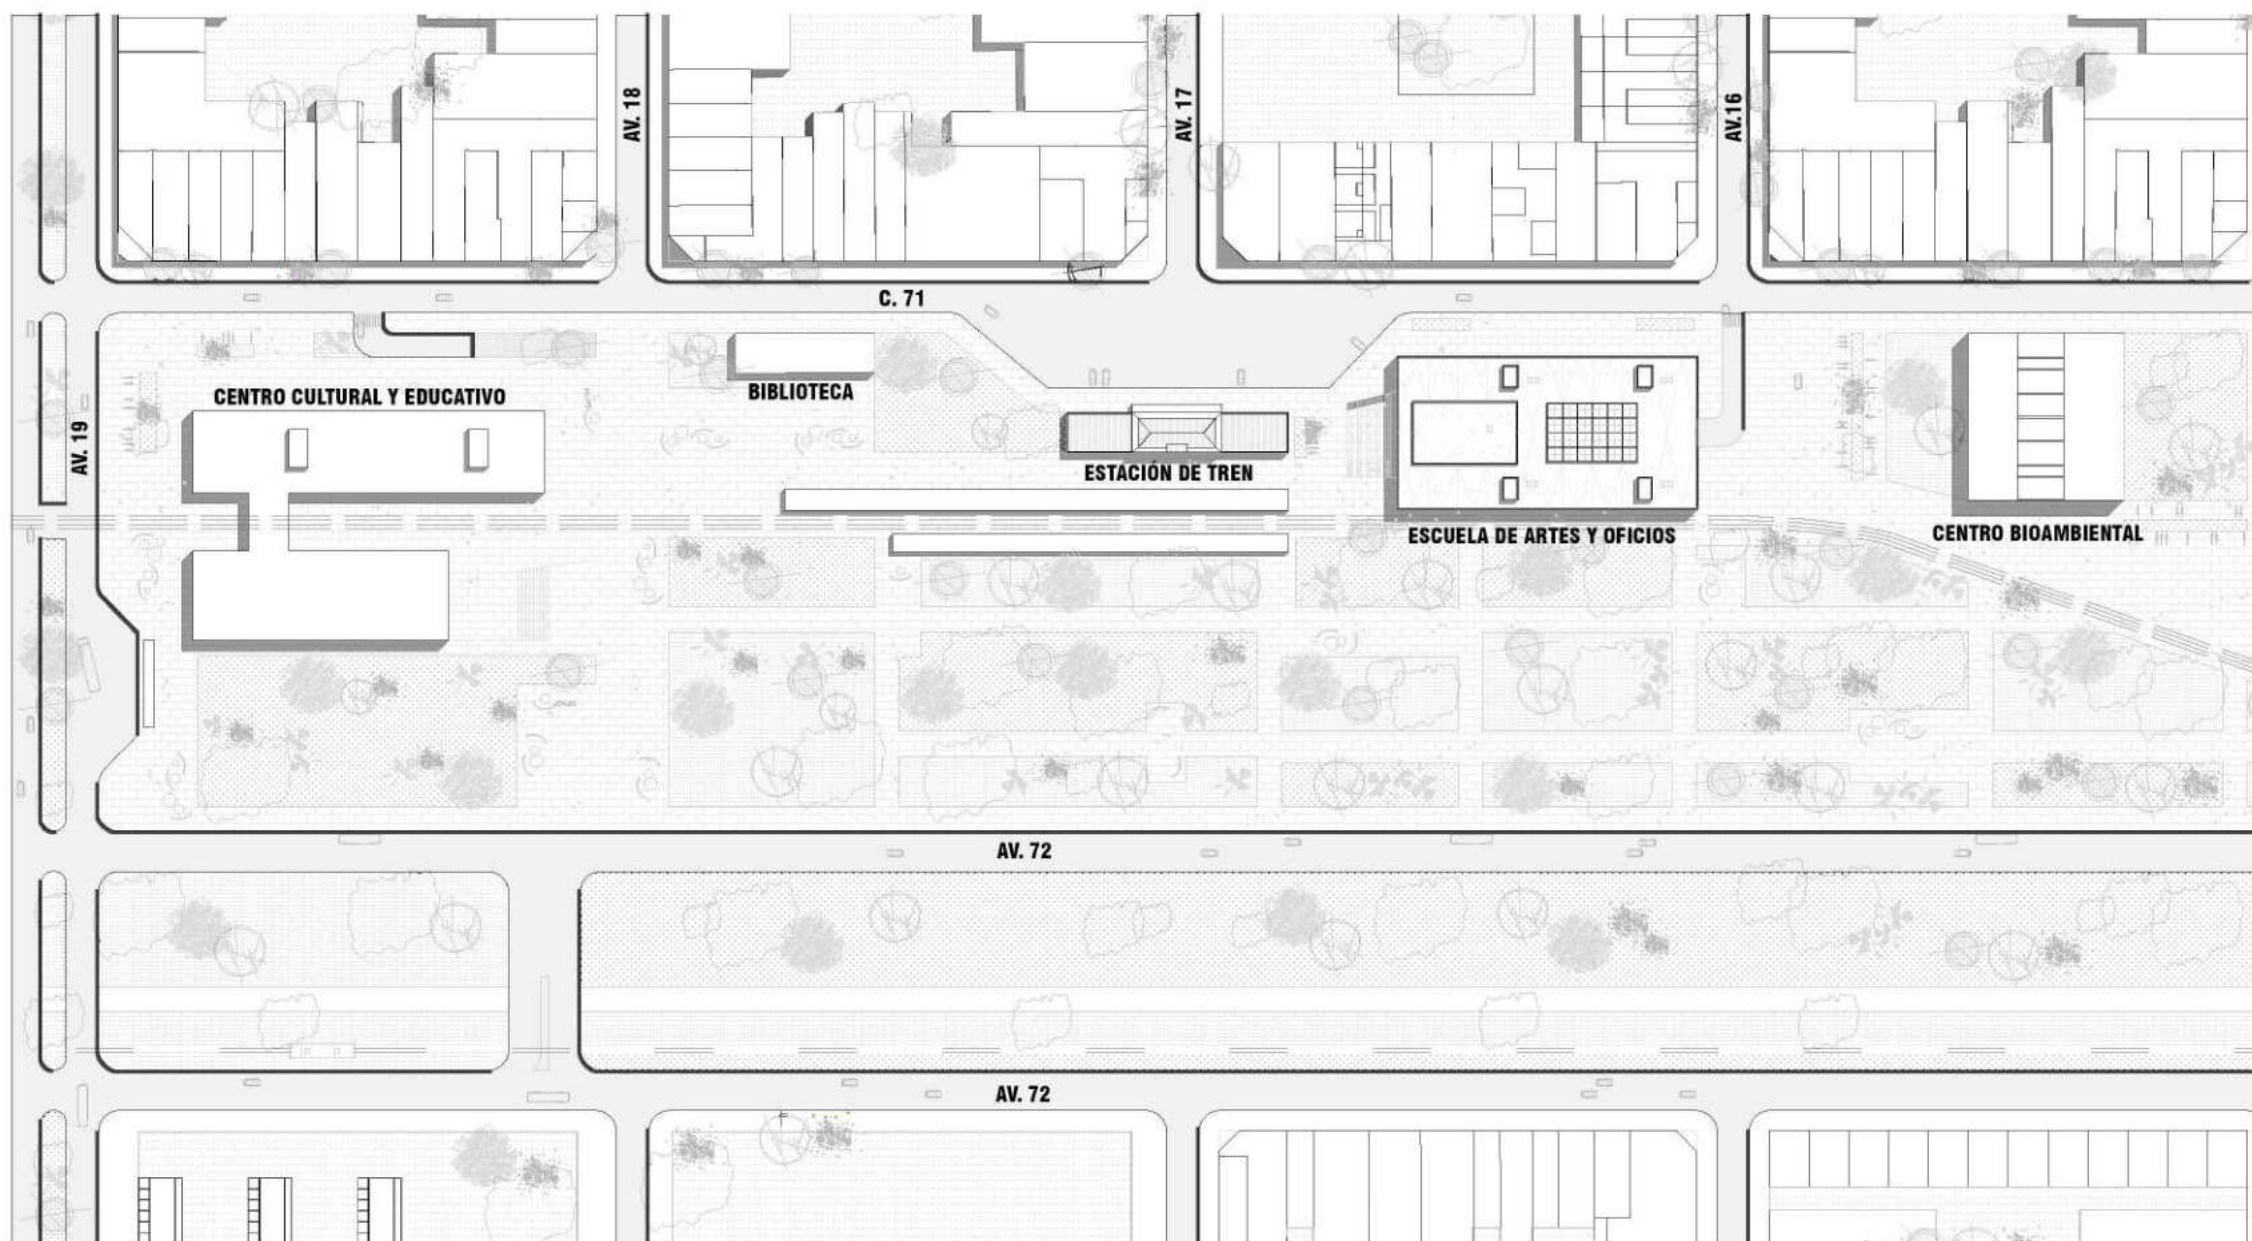 AV. 18
AV. 17
AV.16
C. 71
CENTRO CULTURAL Y EDUCATIVO
BIBLIOTECA
AV. 19
ESTACIÓN DE TREN
ESCUELA DE ARTES Y OFICIOS
CENTRO BIOAMBIENTAL
AV. 72
AV. 72